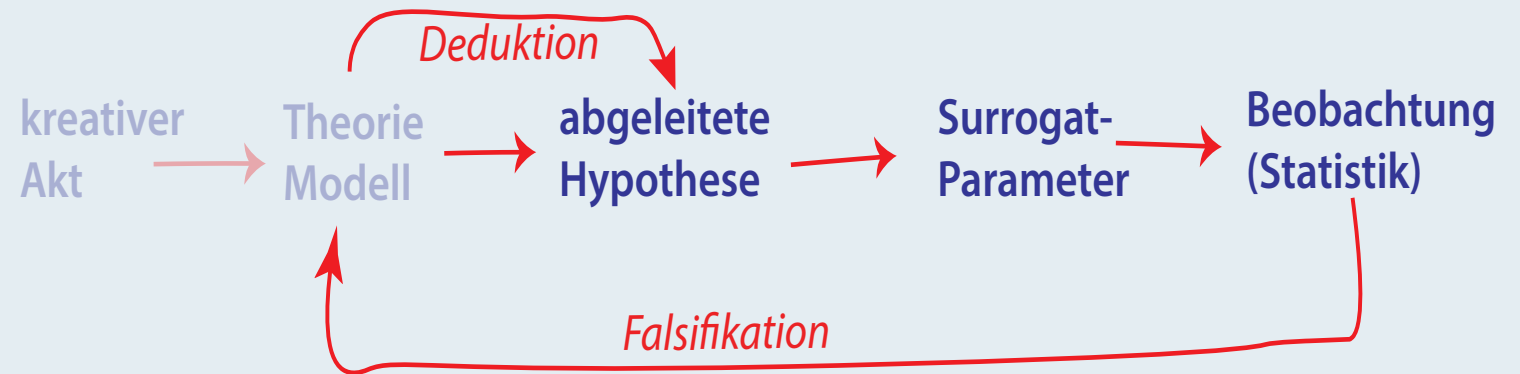 Deduktion
kreativer
Akt
Theorie
Modell
abgeleitete
Hypothese
Surrogat-
Parameter
Beobachtung
(Statistik)
Falsifikation